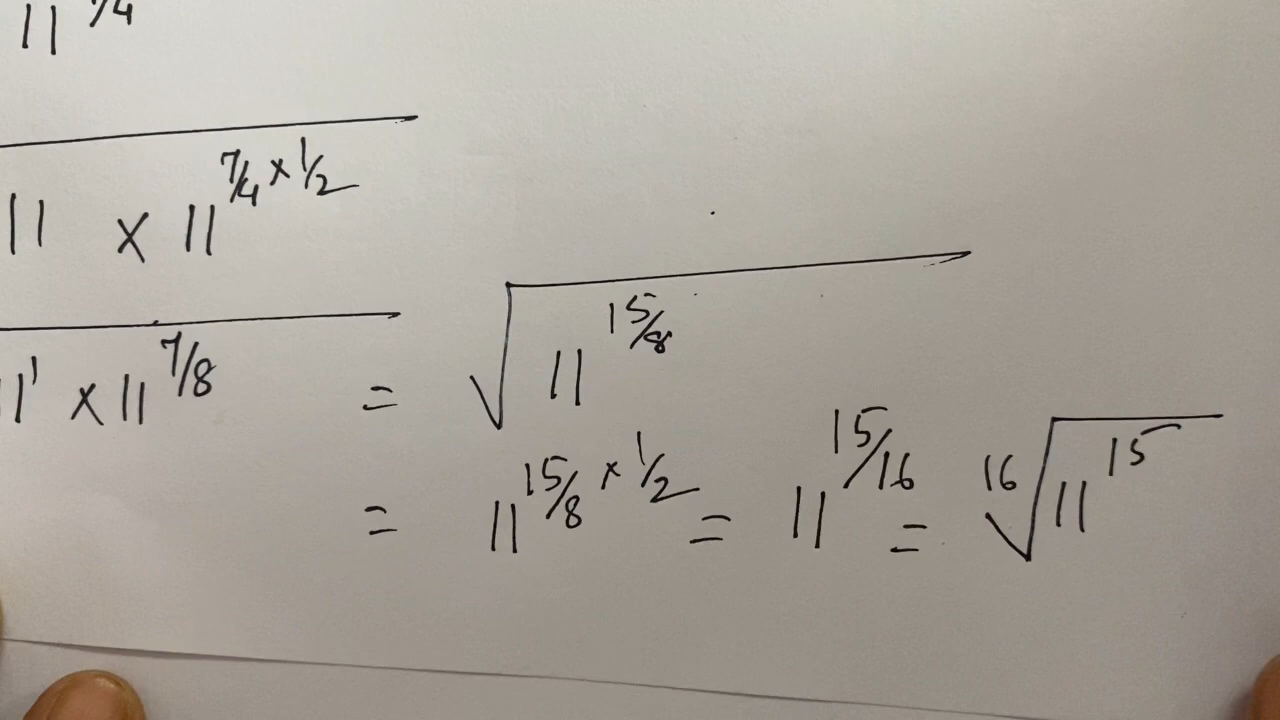 11^7/4
11 × 11^7/4 × 1/2
11^1 × 11^7/8 = √11^15/8
= 11^15/8 × 1/2 = 11^15/16 = ^16√11^15